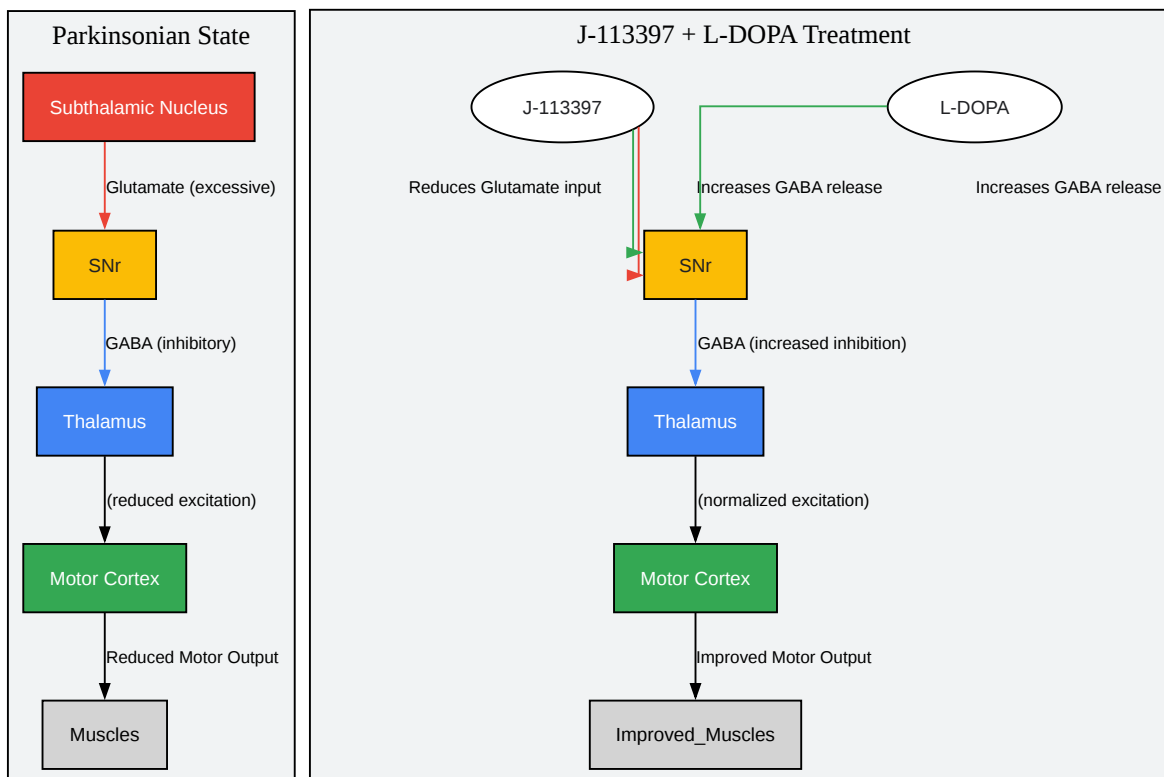 Parkinsonian State
Subthalamic Nucleus
Glutamate (excessive)
SNr
GABA (inhibitory)
Thalamus
(reduced excitation)
Motor Cortex
Reduced Motor Output
Muscles
J-113397 + L-DOPA Treatment
J-113397
L-DOPA
Reduces Glutamate input
Increases GABA release
Increases GABA release
SNr
GABA (increased inhibition)
Thalamus
(normalized excitation)
Motor Cortex
Improved Motor Output
Improved_Muscles